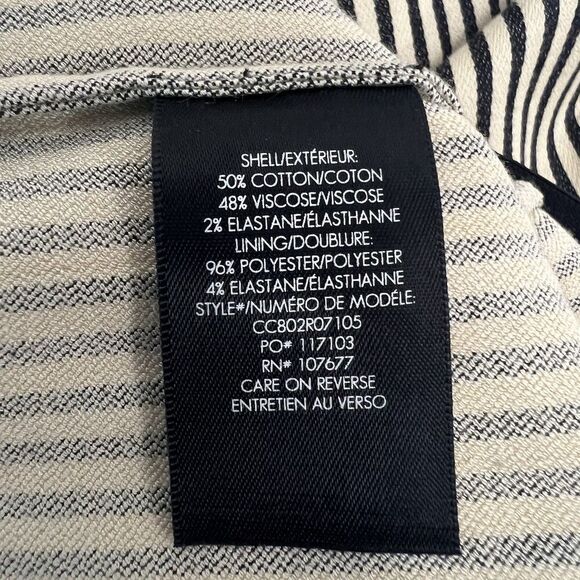 SHELL/EXTÉRIEUR:
50% COTTON/COTON
48% VISCOSE/VISCOSE
2% ELASTANE/ÉLASTHANNE
LINING/DOUBLURE:
96% POLYESTER/POLYESTER
4% ELASTANE/ÉLASTHANNE
STYLE#/NUMÉRO DE MODÉLE:
CC802R07105
PO# 117103
RN# 107677
CARE ON REVERSE
ENTRETIEN AU VERSO